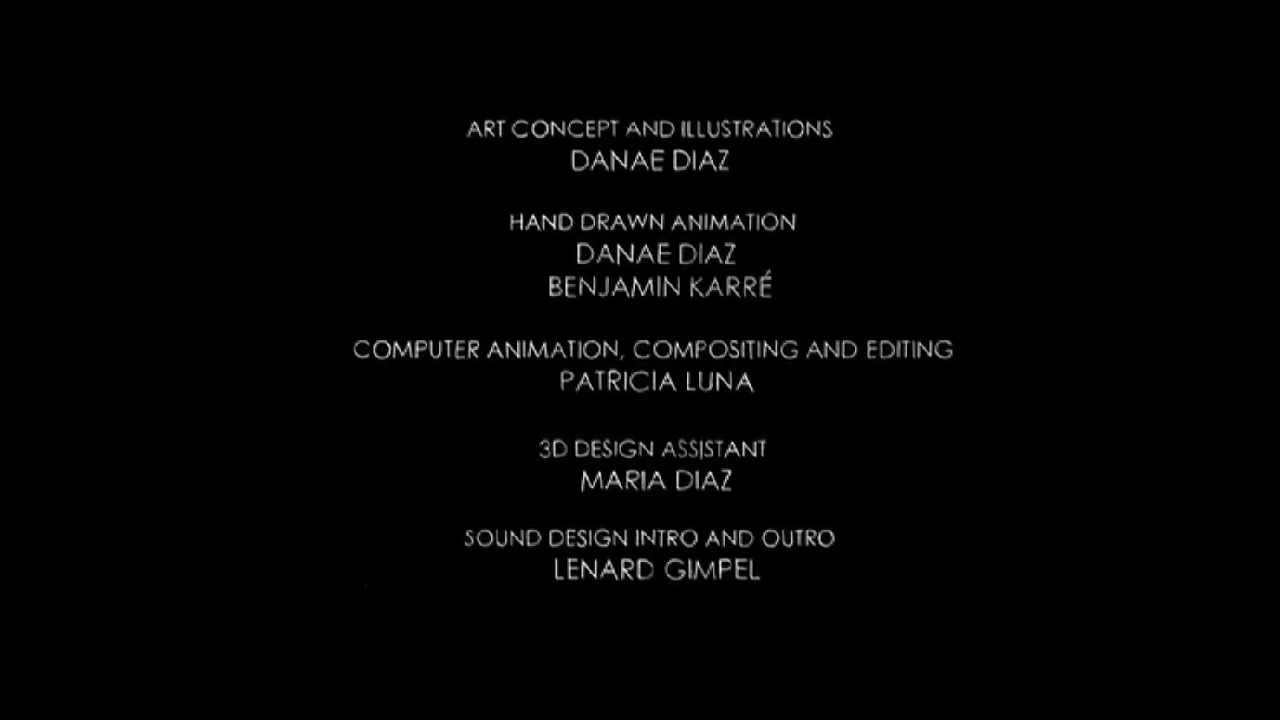 ART CONCEPT AND ILLUSTRATIONS
DANAE DIAZ
HAND DRAWN ANIMATION
DANAE DIAZ
BENJAMIN KARRÉ
COMPUTER ANIMATION, COMPOSITING AND EDITING
PATRICIA LUNA
3D DESIGN ASSISTANT
MARIA DIAZ
SOUND DESIGN INTRO AND OUTRO
LENARD GIMPEL